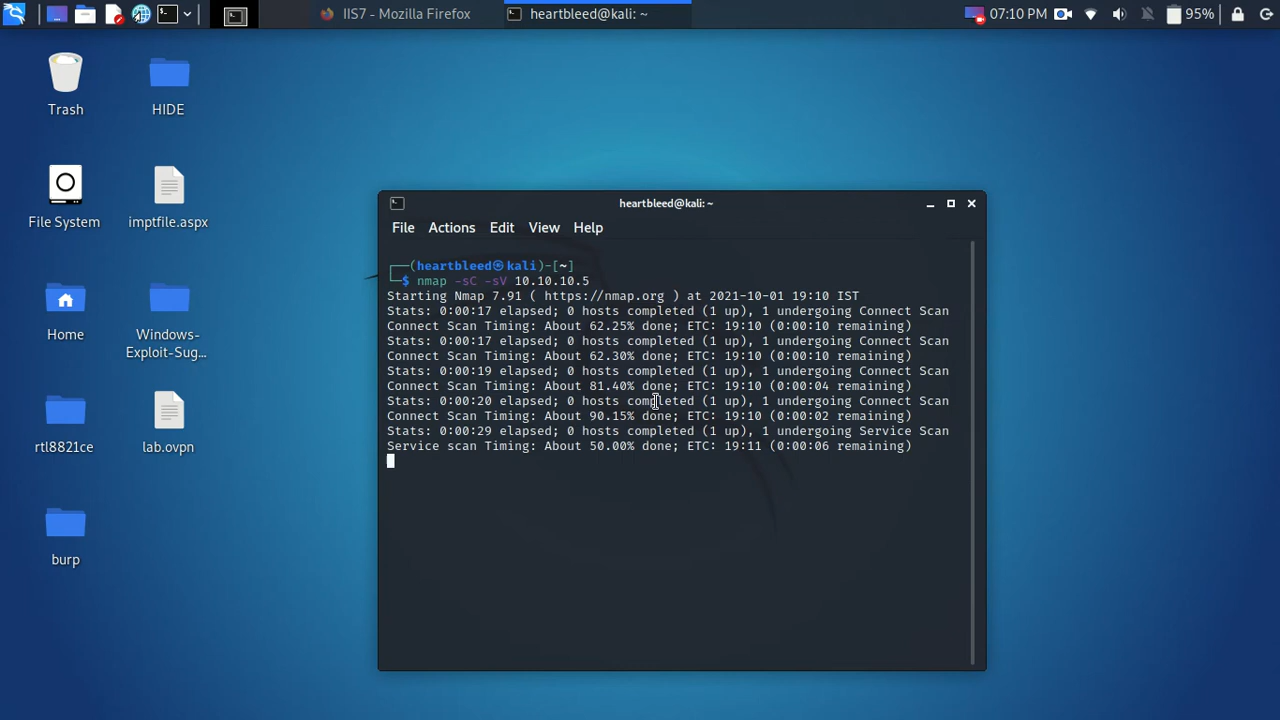 IIS7 - Mozilla Firefox
heartbleed@kali: ~
07:10 PM
95%
Trash
HIDE
File System
imptfile.aspx
Home
Windows-
Exploit-Sug...
rtl8821ce
lab.ovpn
burp
heartbleed@kali: ~
File Actions Edit View Help
┌──(heartbleed㉿kali)-[~]
└─$ nmap -sC -sV 10.10.10.5
Starting Nmap 7.91 ( https://nmap.org ) at 2021-10-01 19:10 IST
Stats: 0:00:17 elapsed; 0 hosts completed (1 up), 1 undergoing Connect Scan
Connect Scan Timing: About 62.25% done; ETC: 19:10 (0:00:10 remaining)
Stats: 0:00:17 elapsed; 0 hosts completed (1 up), 1 undergoing Connect Scan
Connect Scan Timing: About 62.30% done; ETC: 19:10 (0:00:10 remaining)
Stats: 0:00:19 elapsed; 0 hosts completed (1 up), 1 undergoing Connect Scan
Connect Scan Timing: About 81.40% done; ETC: 19:10 (0:00:04 remaining)
Stats: 0:00:20 elapsed; 0 hosts completed (1 up), 1 undergoing Connect Scan
Connect Scan Timing: About 90.15% done; ETC: 19:10 (0:00:02 remaining)
Stats: 0:00:29 elapsed; 0 hosts completed (1 up), 1 undergoing Service Scan
Service scan Timing: About 50.00% done; ETC: 19:11 (0:00:06 remaining)